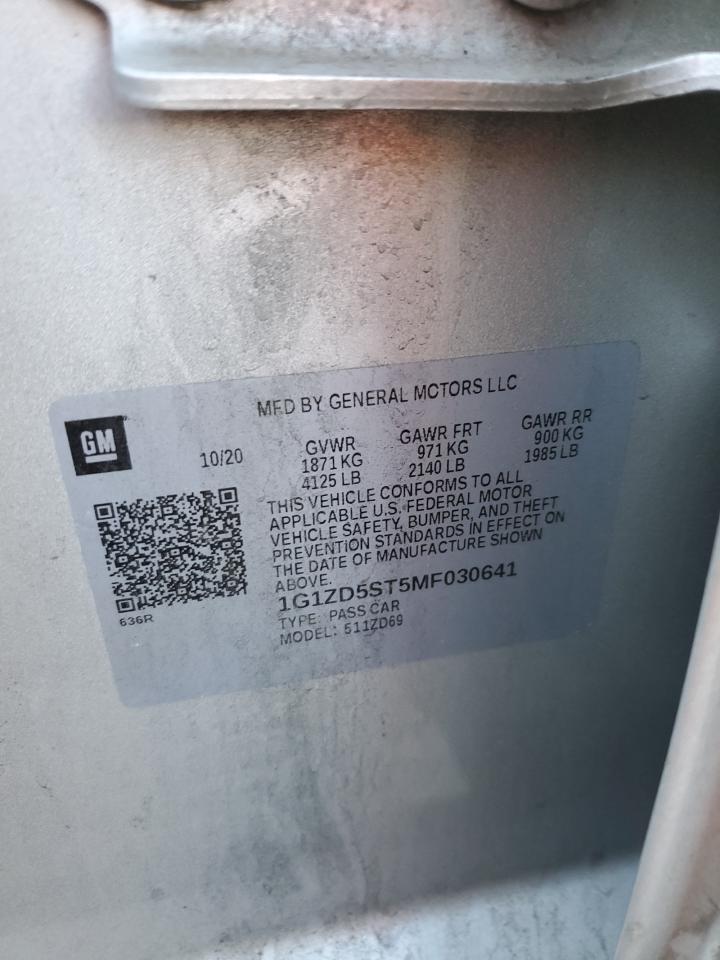 MFD BY GENERAL MOTORS LLC
GM
10/20
GVWR
1871 KG
4125 LB
GAWR FRT
971 KG
2140 LB
GAWR RR
900 KG
1985 LB
THIS VEHICLE CONFORMS TO ALL
APPLICABLE U.S. FEDERAL MOTOR
VEHICLE SAFETY, BUMPER, AND THEFT
PREVENTION STANDARDS IN EFFECT ON
THE DATE OF MANUFACTURE SHOWN
ABOVE.
1G1ZD5ST5MF030641
TYPE: PASS CAR
MODEL: 511ZD69
636R